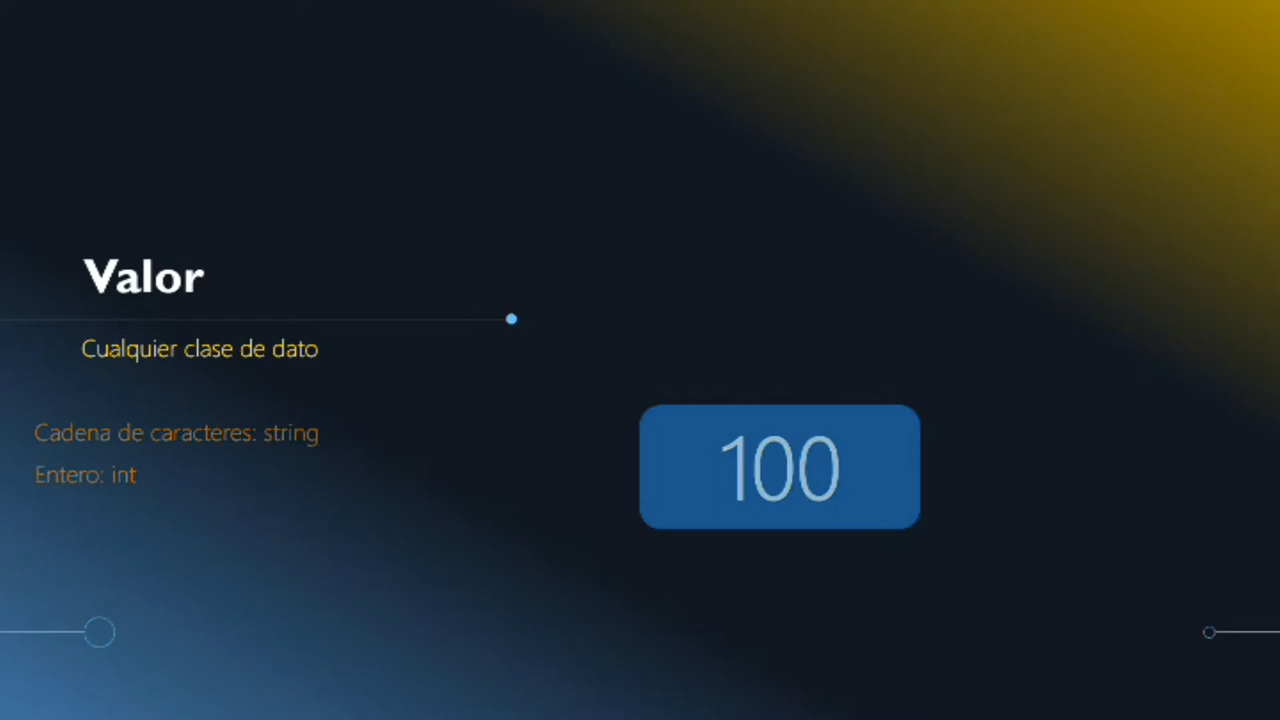 Valor
Cualquier clase de dato
Cadena de caracteres: string
Entero: int
100